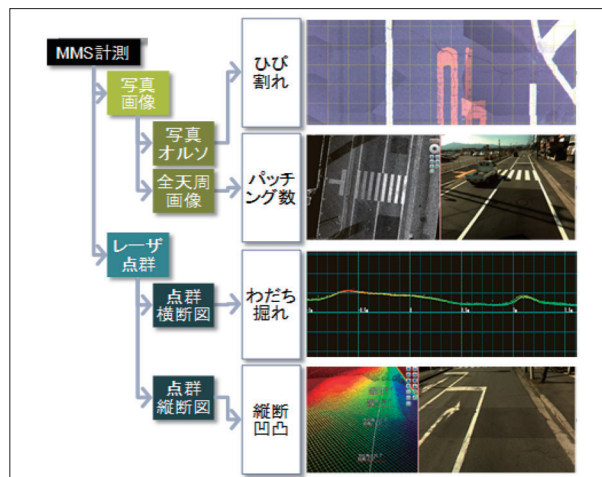 MMS計測
写真
画像
写真
オルソ
全天周
画像
レーザ
点群
点群
横断図
点群
縦断図
ひび
割れ
パッチ
ング数
わだち
掘れ
縦断
凹凸